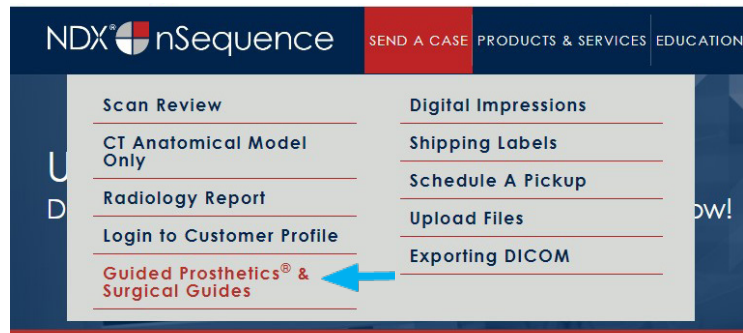 NDX® nSequence
SEND A CASE
PRODUCTS & SERVICES
EDUCATION
Scan Review
CT Anatomical Model
Only
Radiology Report
Login to Customer Profile
Guided Prosthetics® &
Surgical Guides
Digital Impressions
Shipping Labels
Schedule A Pickup
Upload Files
Exporting DICOM